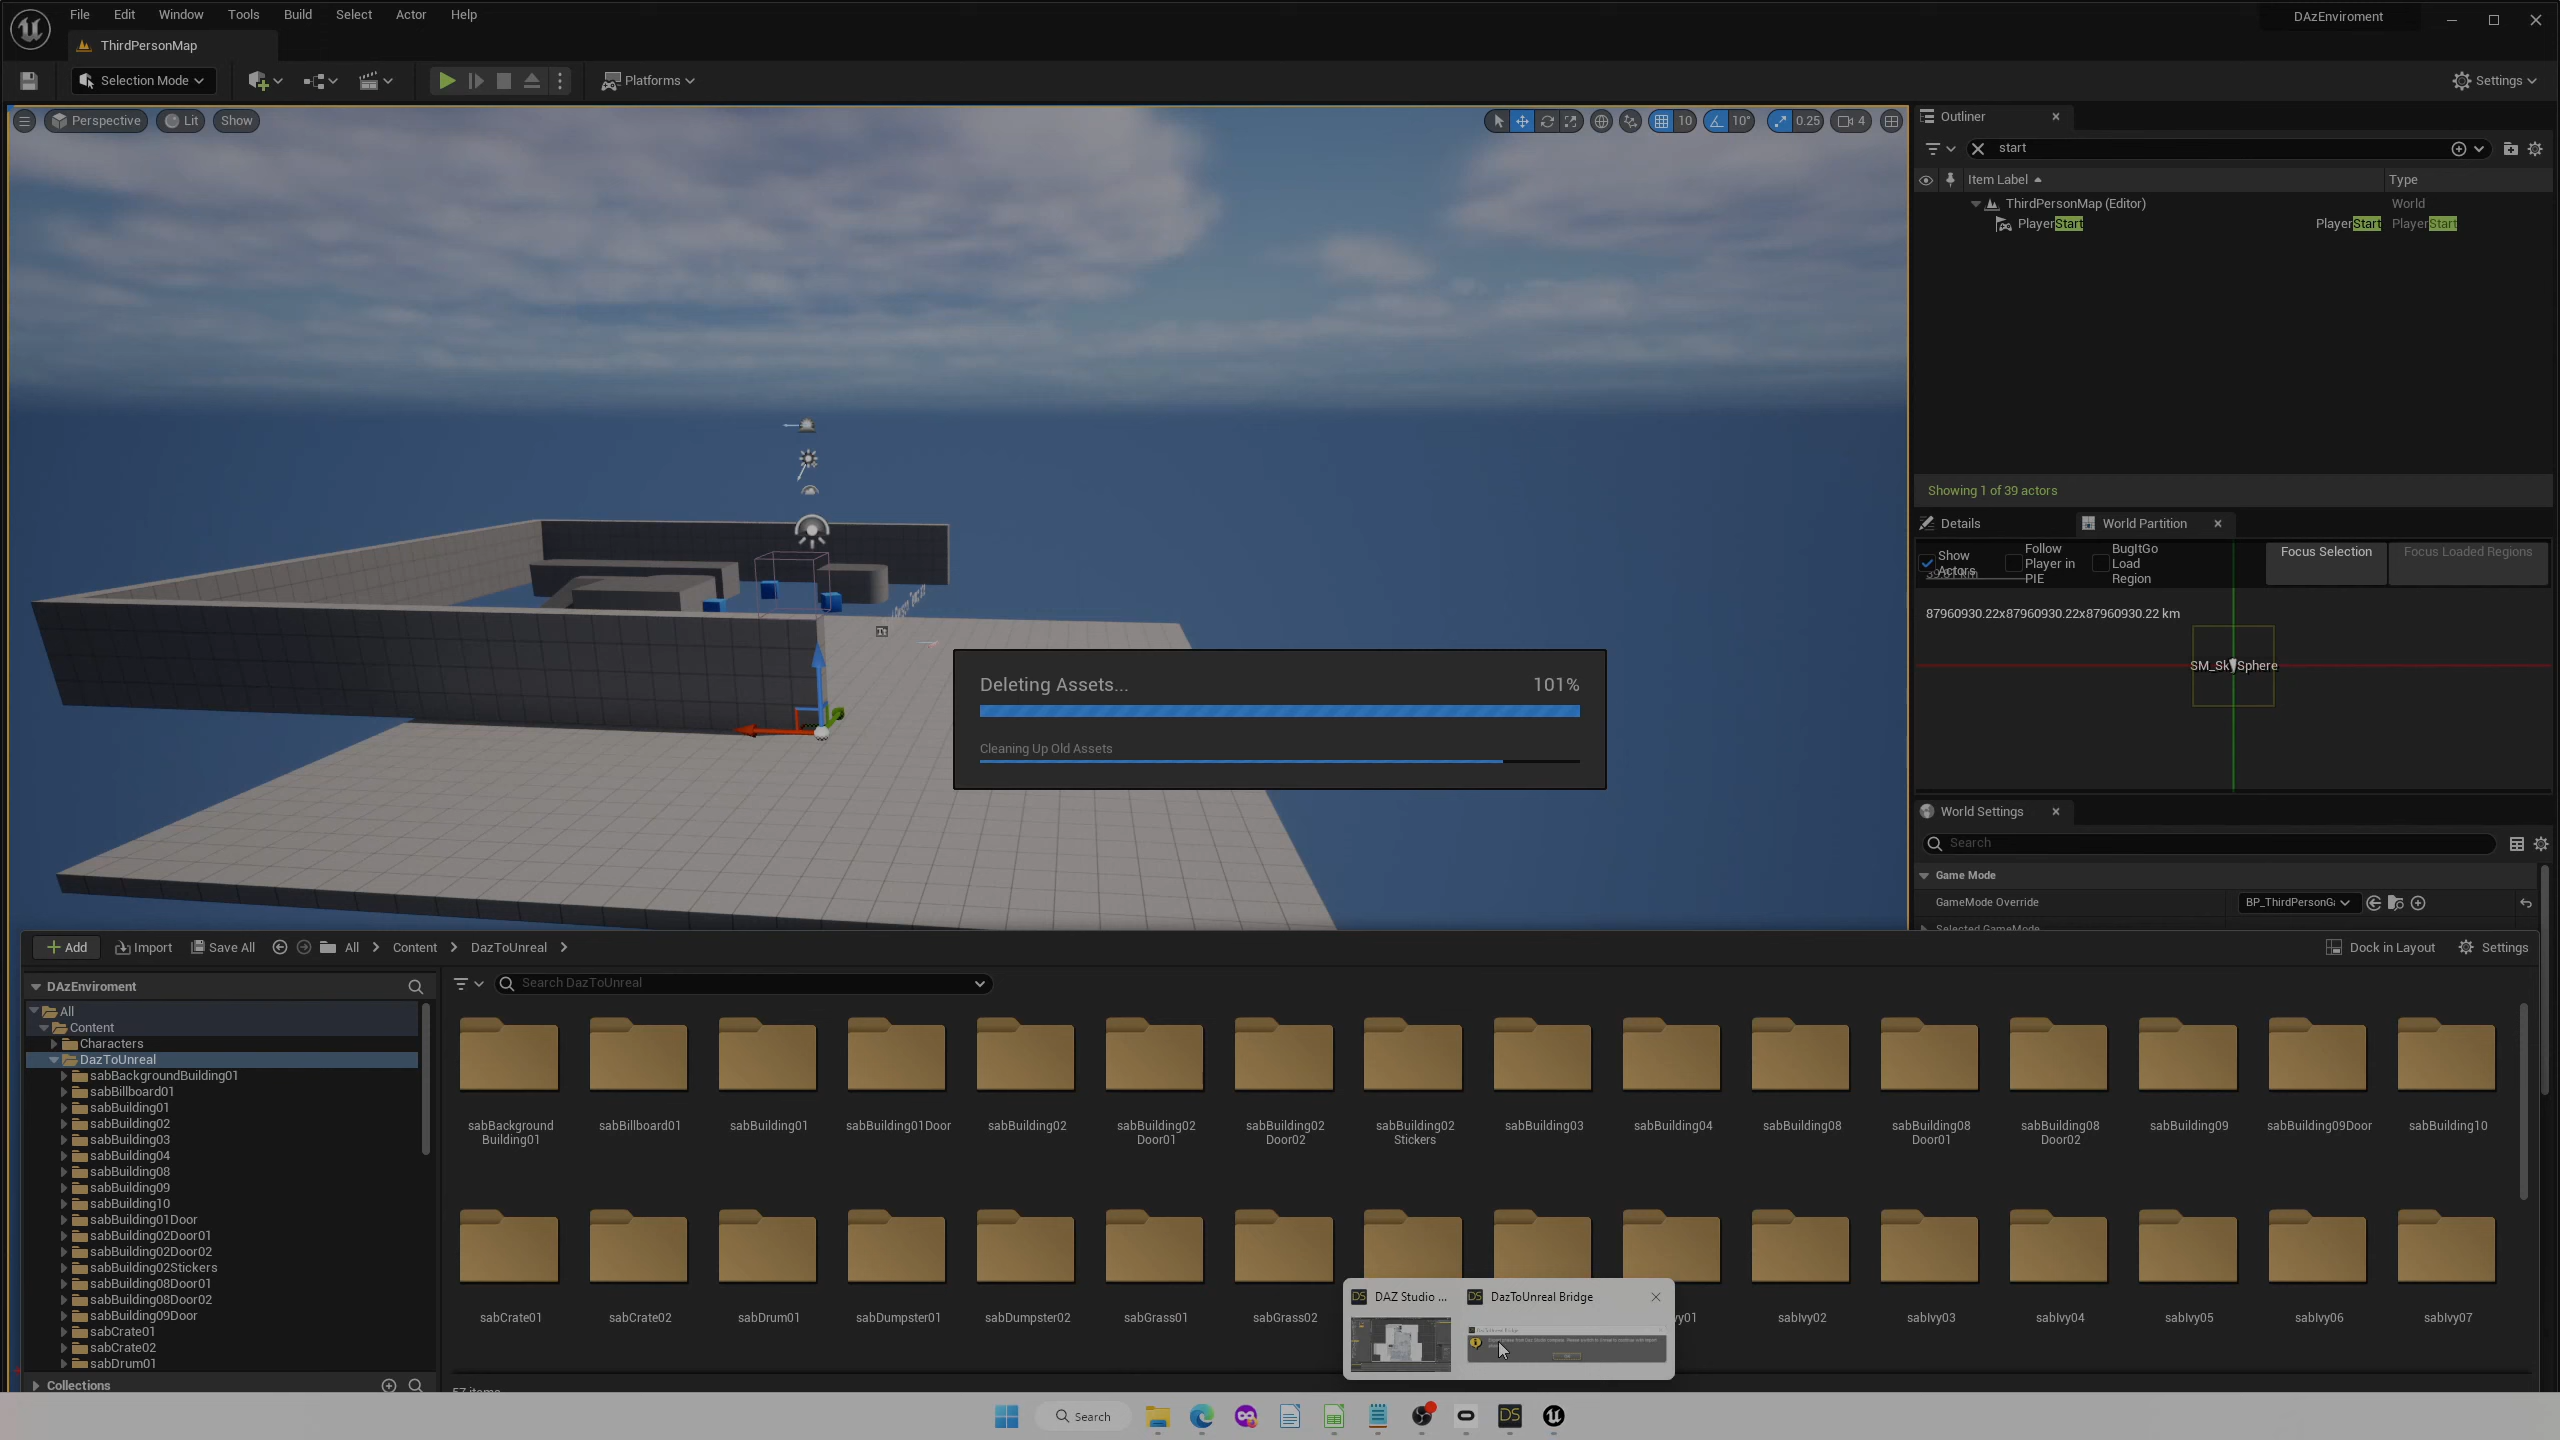 File Edit Window Tools Build Select Actor Help
DAzEnviroment
ThirdPersonMap
Selection Mode
Platforms
Settings
Perspective Lit Show
10 10° 0.25 4
Outliner
start
Item Label Type
ThirdPersonMap (Editor) World
PlayerStart PlayerStart PlayerStart
Showing 1 of 39 actors
Details World Partition
Show Actors
Follow Player in PIE
BugItGo Load Region
Focus Selection Focus Loaded Regions
87960930.22x87960930.22x87960930.22 km
Deleting Assets... 101%
Cleaning Up Old Assets
World Settings
Search
Game Mode
GameMode Override BP_ThirdPersonGa
Selected GameMode
Add Import Save All All Content DazToUnreal
Dock in Layout Settings
DAzEnviroment
Search DazToUnreal
All
Content
Characters
DazToUnreal
sabBackgroundBuilding01
sabBillboard01
sabBuilding01
sabBuilding02
sabBuilding03
sabBuilding04
sabBuilding08
sabBuilding09
sabBuilding10
sabBuilding01Door
sabBuilding02Door01
sabBuilding02Door02
sabBuilding02Stickers
sabBuilding08Door01
sabBuilding08Door02
sabBuilding09Door
sabCrate01
sabCrate02
sabDrum01
Collections
sabBackground sabBillboard01 sabBuilding01 sabBuilding01Door sabBuilding02 sabBuilding02 sabBuilding02 sabBuilding02 sabBuilding03 sabBuilding04 sabBuilding08 sabBuilding08 sabBuilding08 sabBuilding09 sabBuilding09Door sabBuilding10
Building01 Door01 Door02 Stickers Door01 Door02
sabCrate01 sabCrate02 sabDrum01 sabDumpster01 sabDumpster02 sabGrass01 sabGrass02 sabIvy02 sabIvy03 sabIvy04 sabIvy05 sabIvy06 sabIvy07
DAZ Studio ... DazToUnreal Bridge
57 items
Search